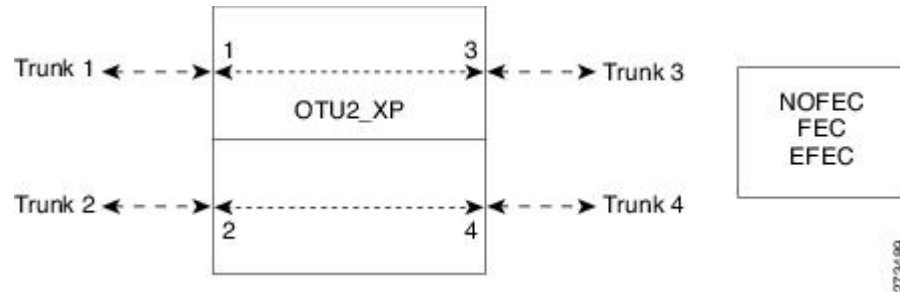 1 3
Trunk 1 Trunk 3
OTU2_XP
NOFEC
FEC
EFEC
Trunk 2 Trunk 4
2 4